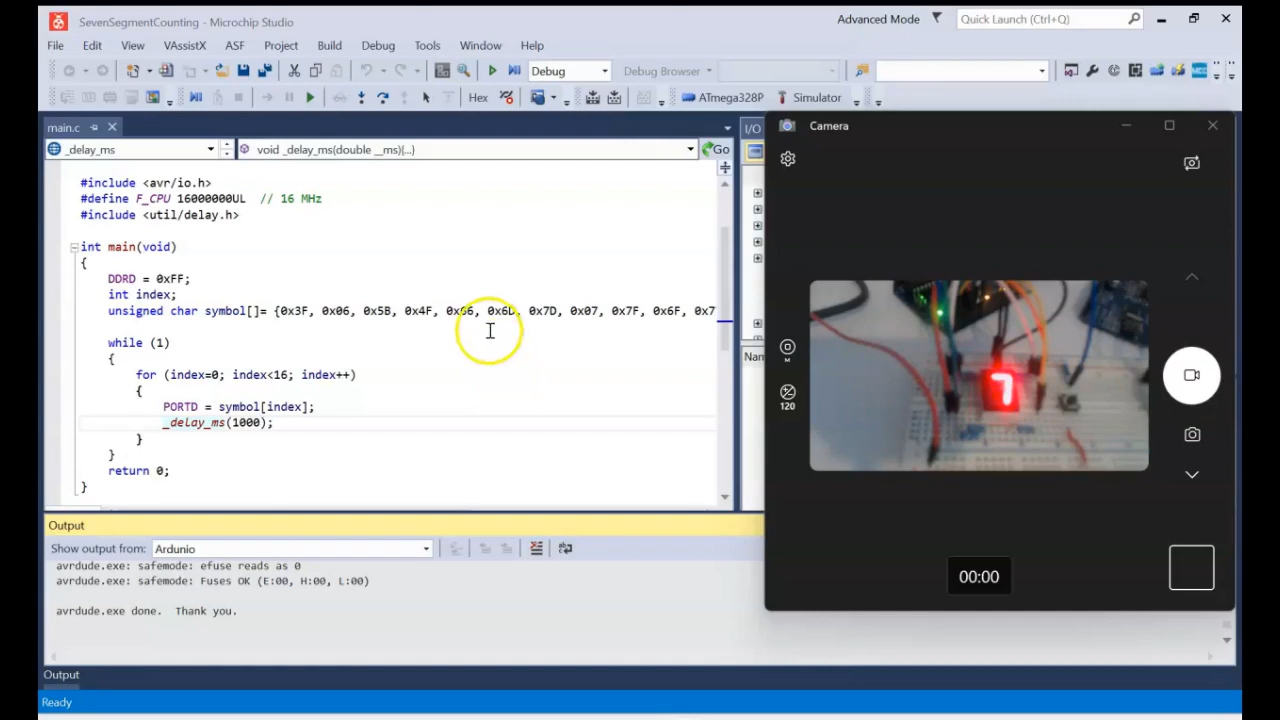 SevenSegmentCounting - Microchip Studio
Advanced Mode
Quick Launch (Ctrl+Q)
File Edit View VAssistX ASF Project Build Debug Tools Window Help
Debug
Debug Browser
Hex
ATmega328P
Simulator
main.c
I/O
_delay_ms
void _delay_ms(double __ms){...}
Go
#include <avr/io.h>
#define F_CPU 16000000UL // 16 MHz
#include <util/delay.h>
int main(void)
{
DDRD = 0xFF;
int index;
unsigned char symbol[]= {0x3F, 0x06, 0x5B, 0x4F, 0x66, 0x6D, 0x7D, 0x07, 0x7F, 0x6F, 0x7
while (1)
{
for (index=0; index<16; index++)
{
PORTD = symbol[index];
_delay_ms(1000);
}
}
return 0;
}
Nam
Camera
M
120
7
00:00
Output
Show output from: Ardunio
avrdude.exe: safemode: efuse reads as 0
avrdude.exe: safemode: Fuses OK (E:00, H:00, L:00)
avrdude.exe done. Thank you.
Output
Ready